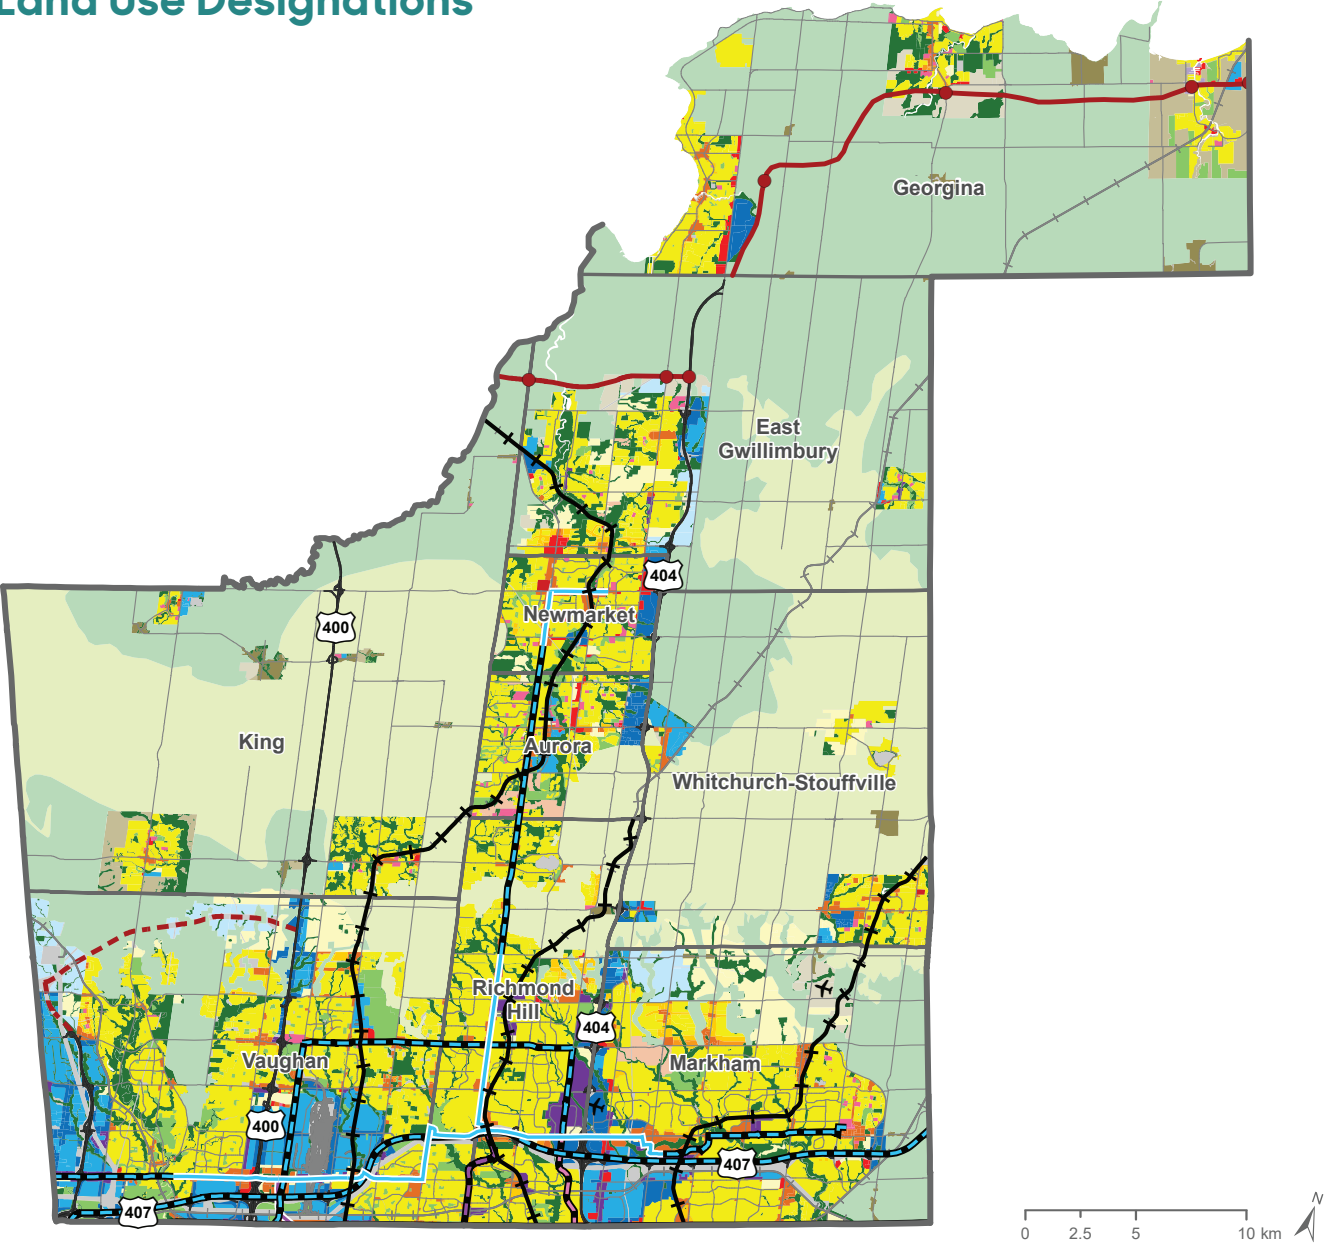 Land Use Designations
Georgina
East
Gwillimbury
404
Newmarket
400
King
Aurora
Whitchurch-Stouffville
Richmond
Hill
404
Vaughan
Markham
400
407
407
N
0 2.5 5 10 km